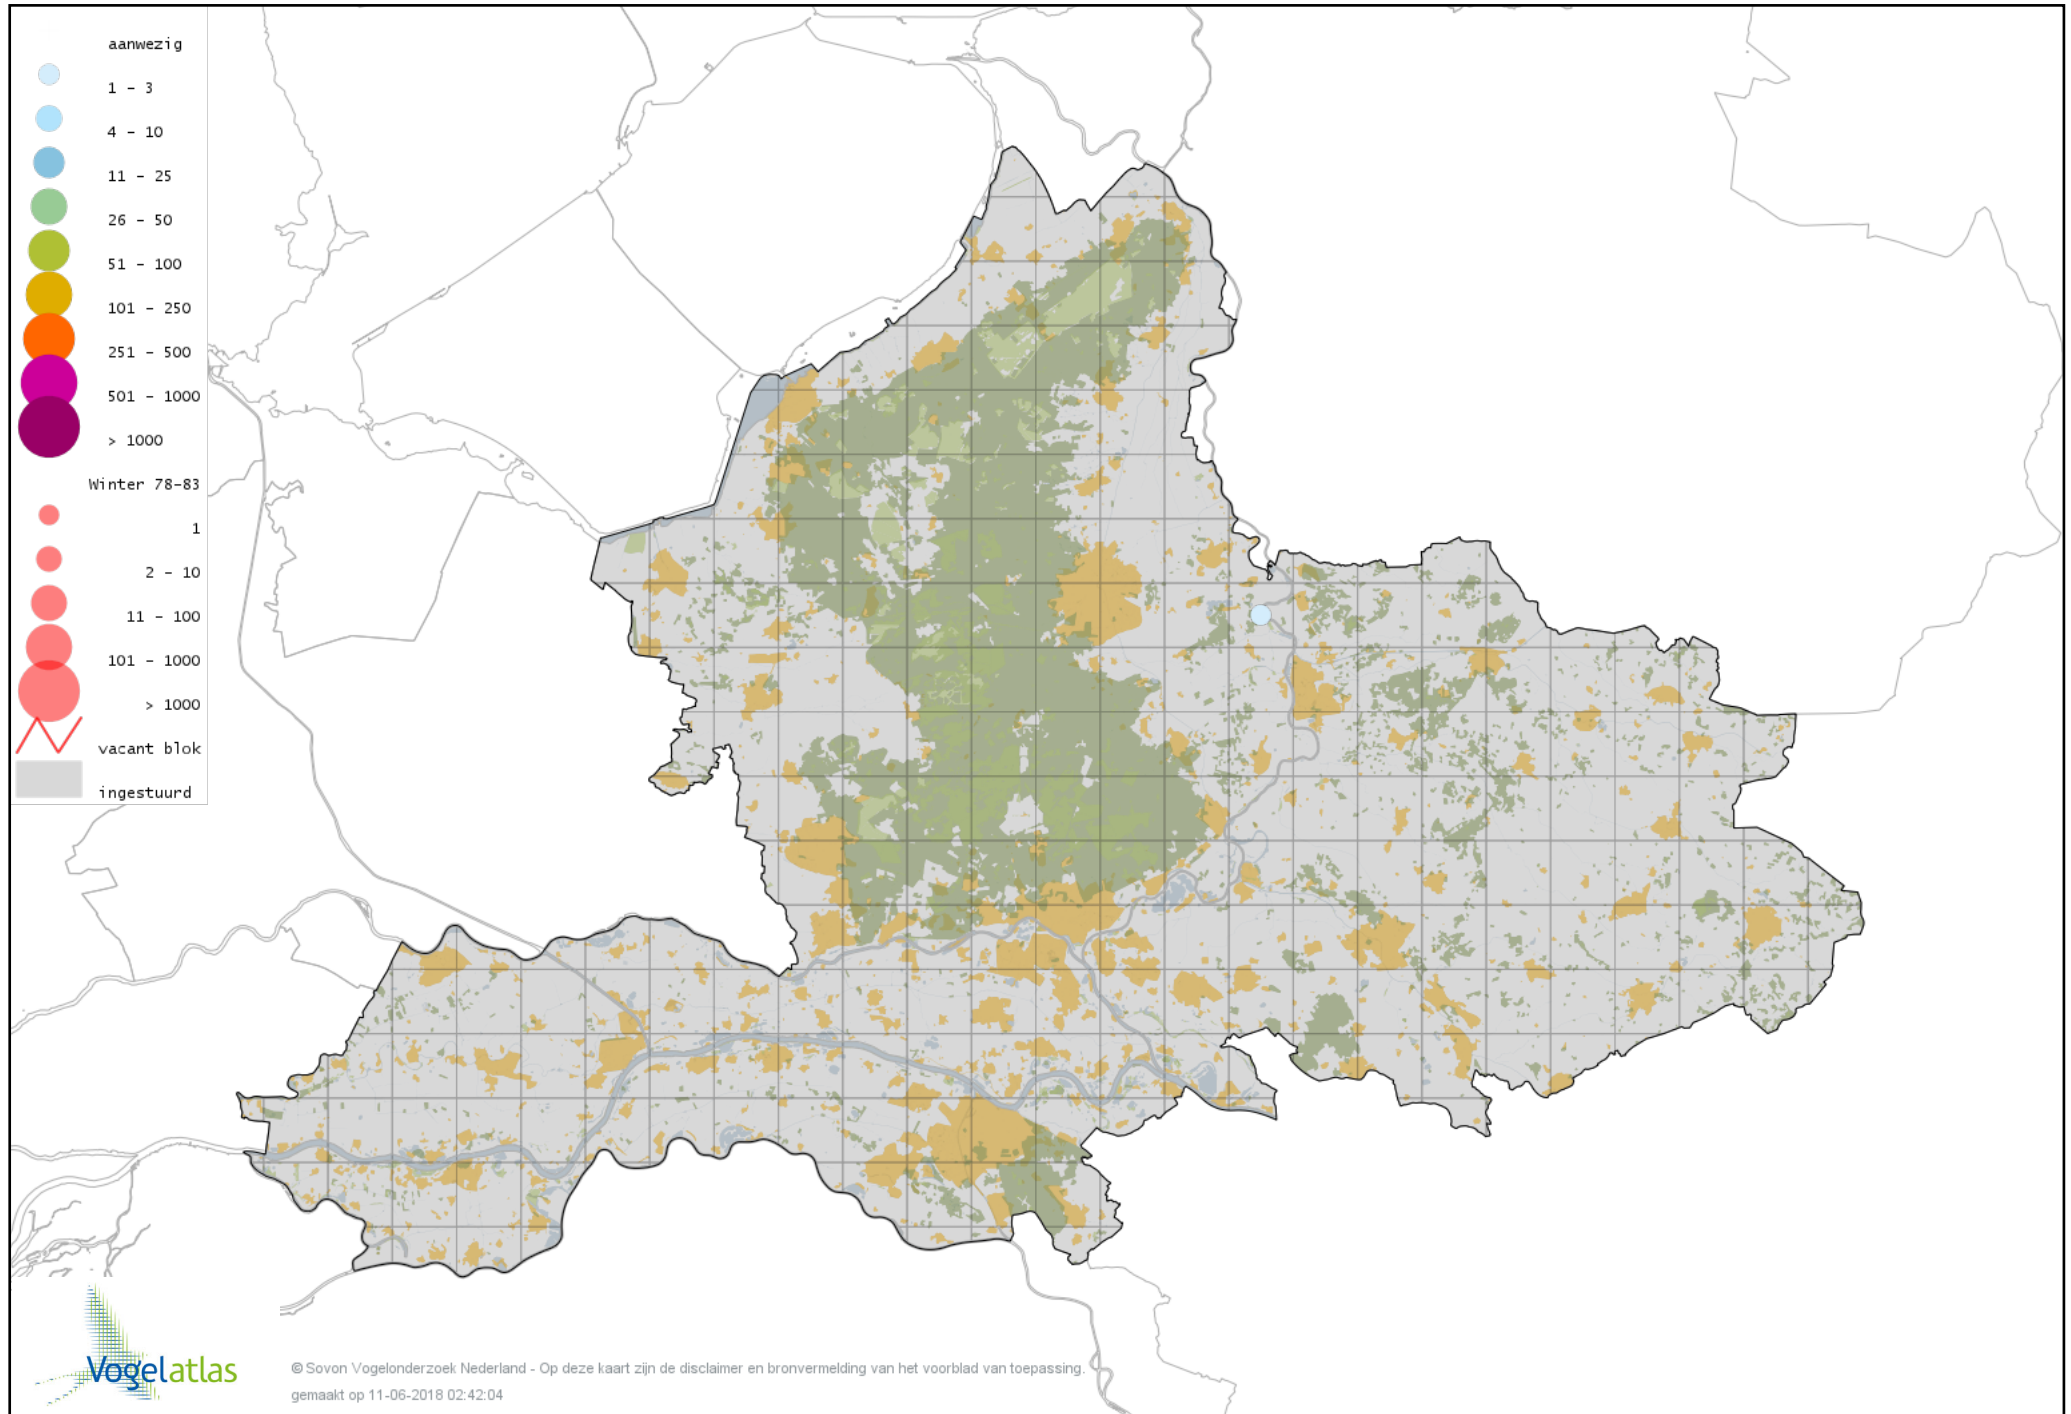 aanwezig
1 - 3
4 - 10
11 - 25
26 - 50
51 - 100
101 - 250
251 - 500
501 - 1000
> 1000
Winter 78-83
1
2 - 10
11 - 100
101 - 1000
> 1000
vacant blok
ingestuurd
Vogelatlas
© Sovon Vogelonderzoek Nederland - Op deze kaart zijn de disclaimer en bronvermelding van het voorblad van toepassing.
gemaakt op 11-06-2018 02:42:04